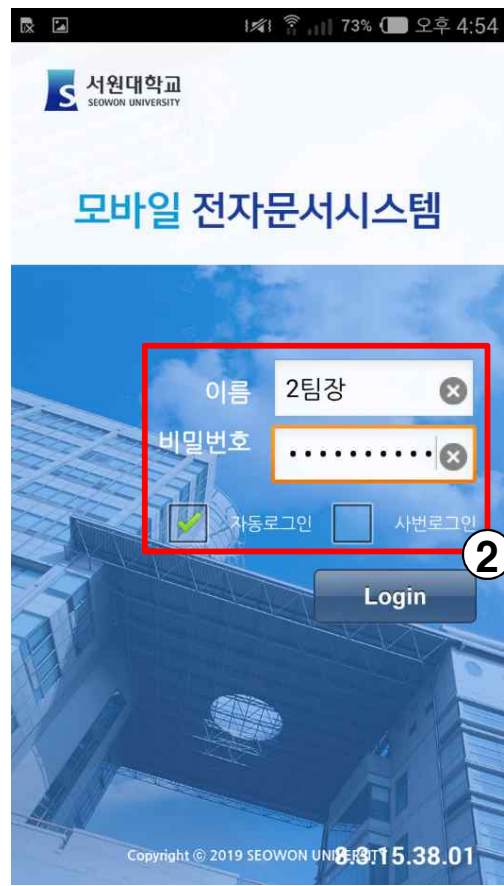 73% 오후 4:54
서원대학교
SEOWON UNIVERSITY
모바일 전자문서시스템
이름 2팀장
비밀번호 ••••••••••
자동로그인 사번로그인
2
Login
Copyright © 2019 SEOWON UNIVERSITY
8.3.15.38.01